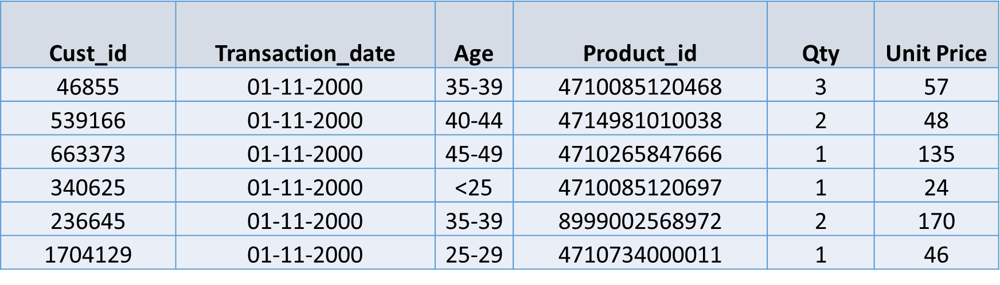 Cust_id Transaction_date Age Product_id Qty Unit Price
46855 01-11-2000 35-39 4710085120468 3 57
539166 01-11-2000 40-44 4714981010038 2 48
663373 01-11-2000 45-49 4710265847666 1 135
340625 01-11-2000 <25 4710085120697 1 24
236645 01-11-2000 35-39 8999002568972 2 170
1704129 01-11-2000 25-29 4710734000011 1 46